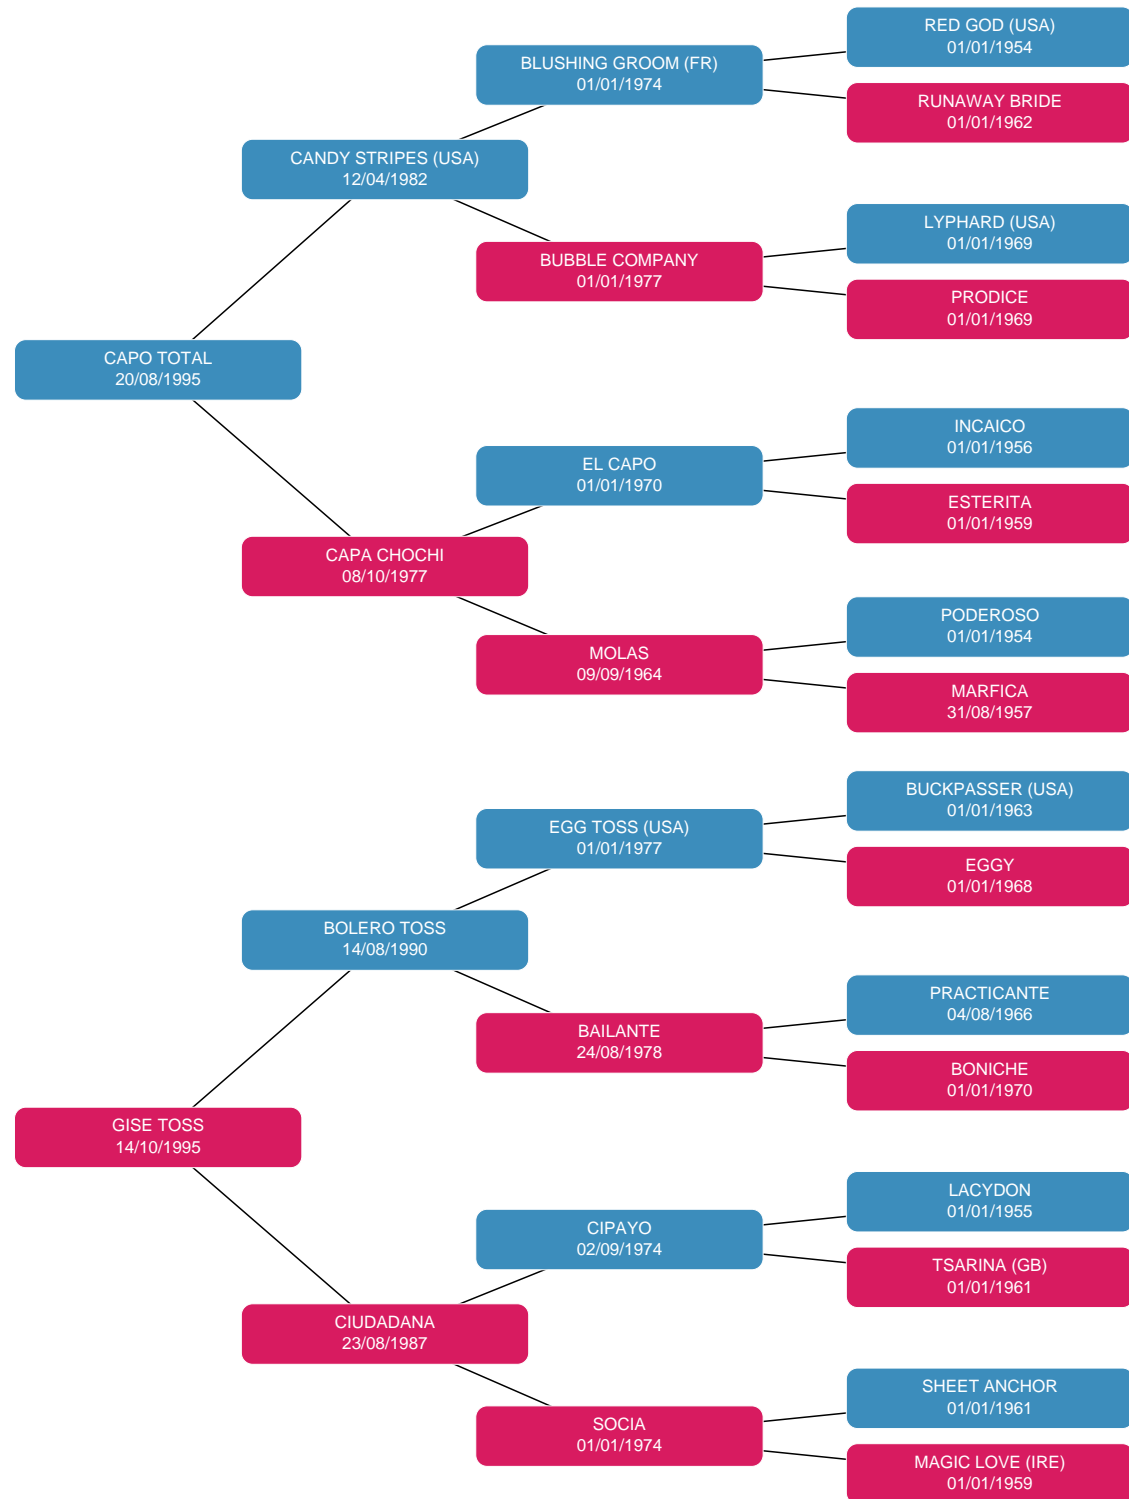 RED GOD (USA)
01/01/1954
BLUSHING GROOM (FR)
01/01/1974
RUNAWAY BRIDE
01/01/1962
CANDY STRIPES (USA)
12/04/1982
LYPHARD (USA)
01/01/1969
BUBBLE COMPANY
01/01/1977
PRODICE
01/01/1969
CAPO TOTAL
20/08/1995
INCAICO
01/01/1956
EL CAPO
01/01/1970
ESTERITA
01/01/1959
CAPA CHOCHI
08/10/1977
PODEROSO
01/01/1954
MOLAS
09/09/1964
MARFICA
31/08/1957
BUCKPASSER (USA)
01/01/1963
EGG TOSS (USA)
01/01/1977
EGGY
01/01/1968
BOLERO TOSS
14/08/1990
PRACTICANTE
04/08/1966
BAILANTE
24/08/1978
BONICHE
01/01/1970
GISE TOSS
14/10/1995
LACYDON
01/01/1955
CIPAYO
02/09/1974
TSARINA (GB)
01/01/1961
CIUDADANA
23/08/1987
SHEET ANCHOR
01/01/1961
SOCIA
01/01/1974
MAGIC LOVE (IRE)
01/01/1959